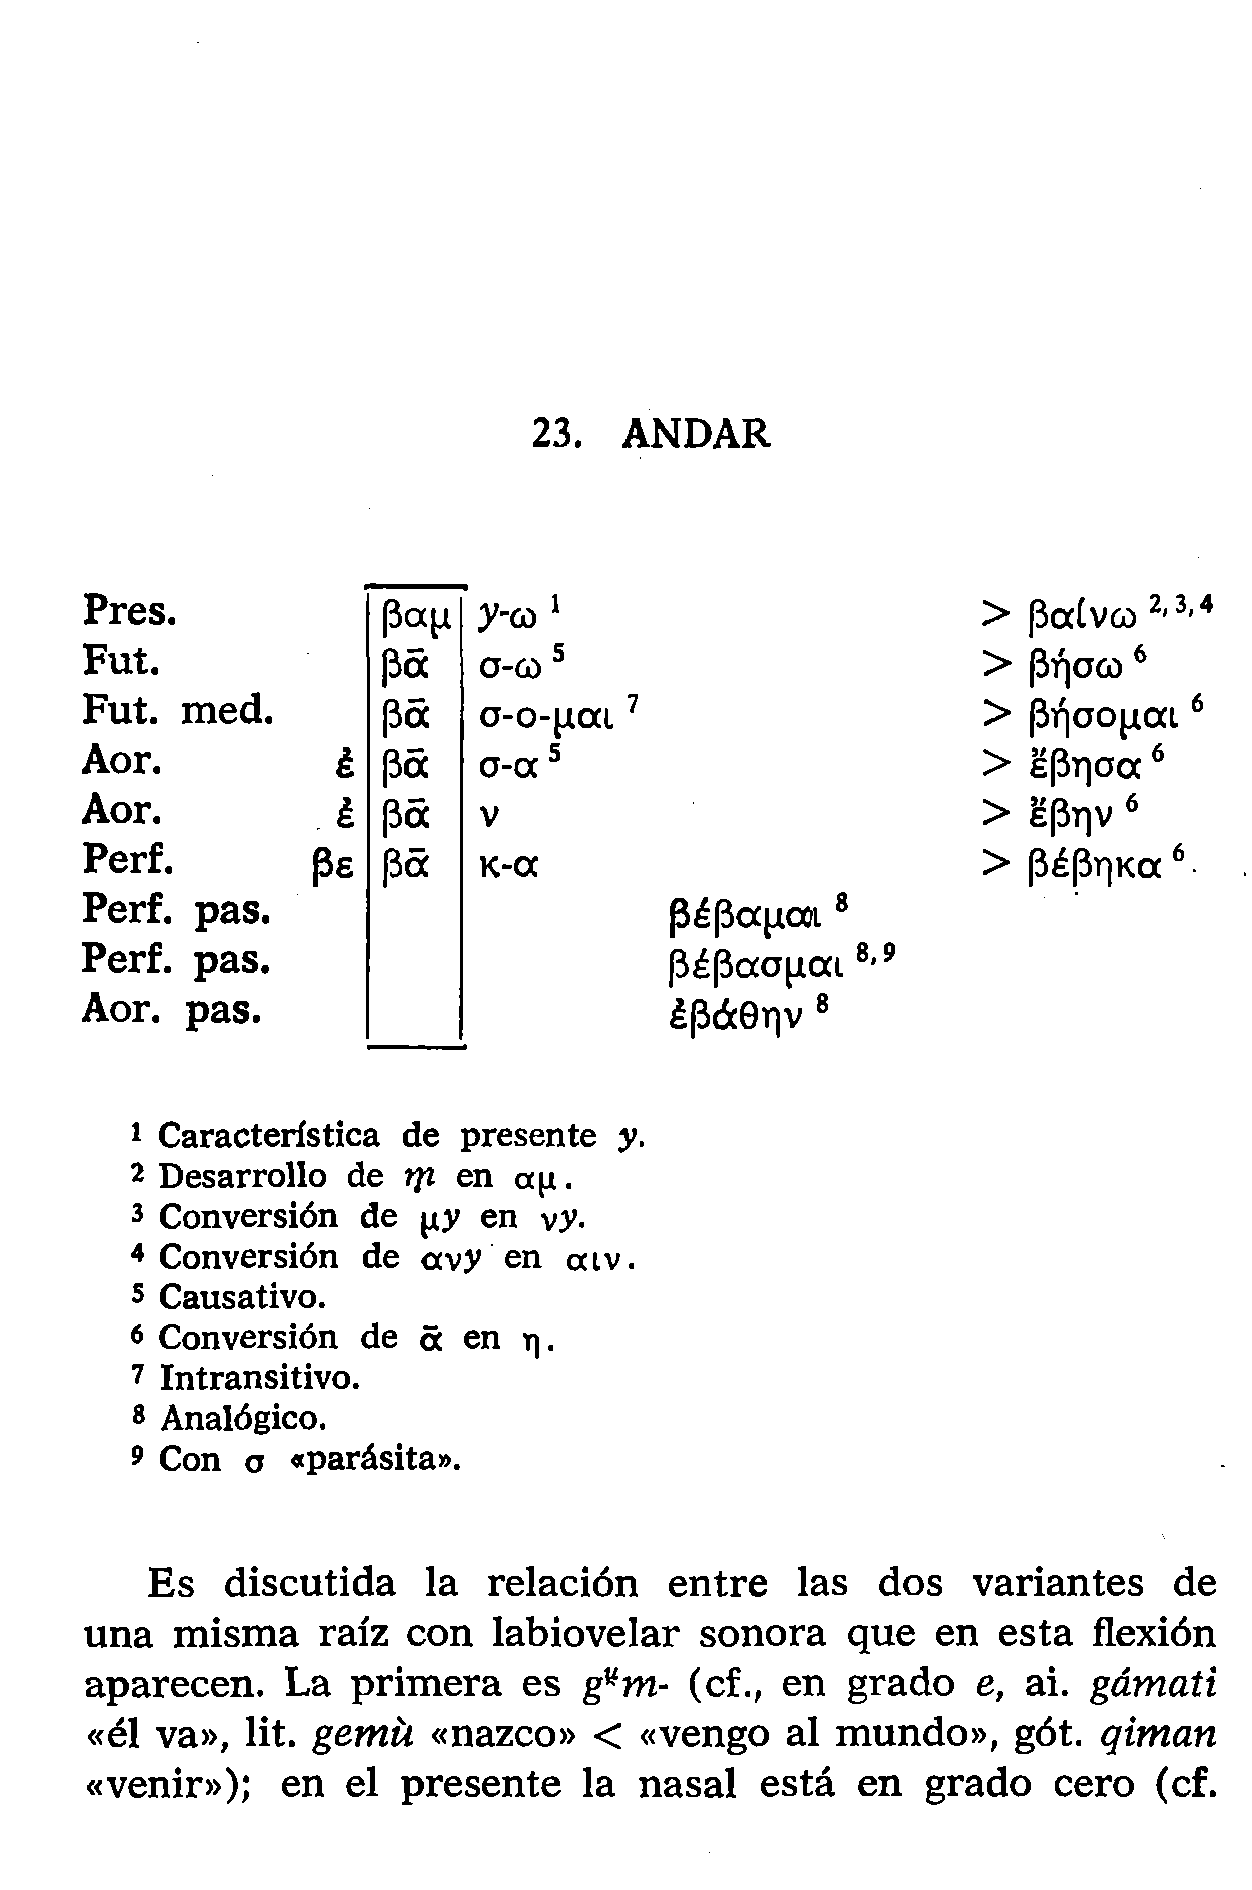 23. ANDAR
Pres. βαμ y-ω ¹ > βαίνω ²,³,⁴
Fut. βᾱ σ-ω ⁵ > βήσω ⁶
Fut. med. βᾱ σ-ο-μαι ⁷ > βήσομαι ⁶
Aor. ἐ βᾱ σ-α ⁵ > ἔβησα ⁶
Aor. ἐ βᾱ ν > ἔβην ⁶
Perf. βε βᾱ κ-α > βέβηκα ⁶
Perf. pas. βέβαμαι ⁸
Perf. pas. βέβασμαι ⁸,⁹
Aor. pas. ἐβάθην ⁸
¹ Característica de presente y.
² Desarrollo de m̥ en αμ.
³ Conversión de μy en νy.
⁴ Conversión de ανy en αιν.
⁵ Causativo.
⁶ Conversión de ᾱ en η.
⁷ Intransitivo.
⁸ Analógico.
⁹ Con σ «parásita».
Es discutida la relación entre las dos variantes de
una misma raíz con labiovelar sonora que en esta flexión
aparecen. La primera es gᵘ̯m- (cf., en grado e, ai. gámati
«él va», lit. gemù «nazco» < «vengo al mundo», gót. qiman
«venir»); en el presente la nasal está en grado cero (cf.